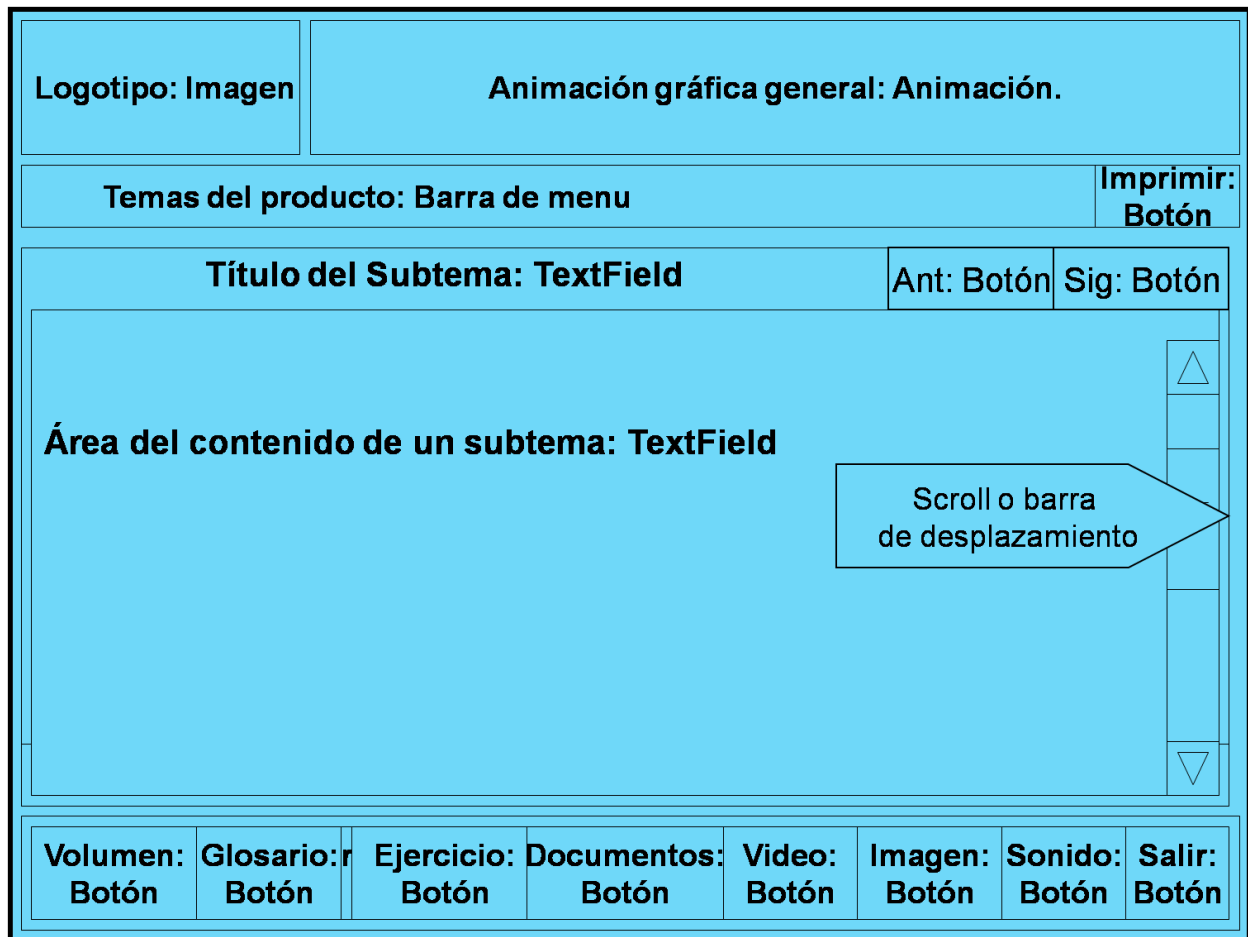 Logotipo: Imagen
Animación gráfica general: Animación.
Temas del producto: Barra de menu
Imprimir:
Botón
Título del Subtema: TextField
Ant: Botón
Sig: Botón
Área del contenido de un subtema: TextField
Scroll o barra
de desplazamiento
Volumen:
Botón
Glosario:
Botón
Ejercicio:
Botón
Documentos:
Botón
Video:
Botón
Imagen:
Botón
Sonido:
Botón
Salir:
Botón